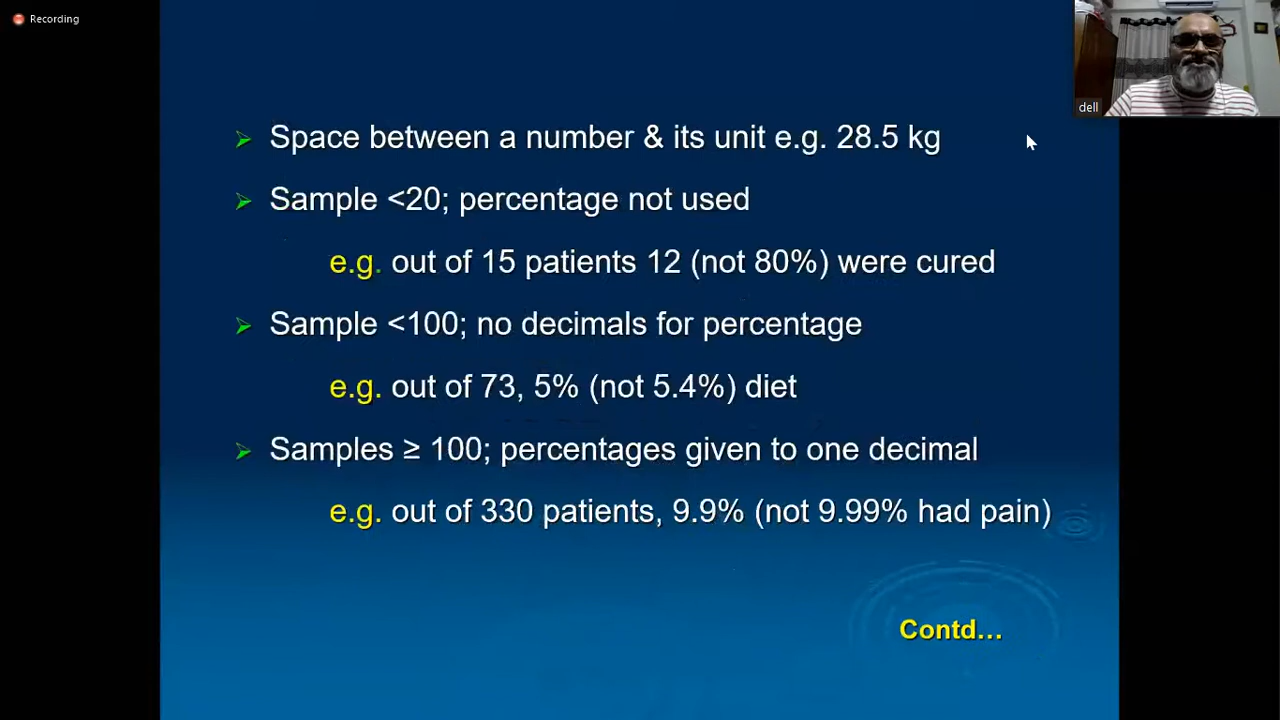 Recording
dell
Space between a number & its unit e.g. 28.5 kg
Sample <20; percentage not used
e.g. out of 15 patients 12 (not 80%) were cured
Sample <100; no decimals for percentage
e.g. out of 73, 5% (not 5.4%) diet
Samples ≥ 100; percentages given to one decimal
e.g. out of 330 patients, 9.9% (not 9.99% had pain)
Contd...